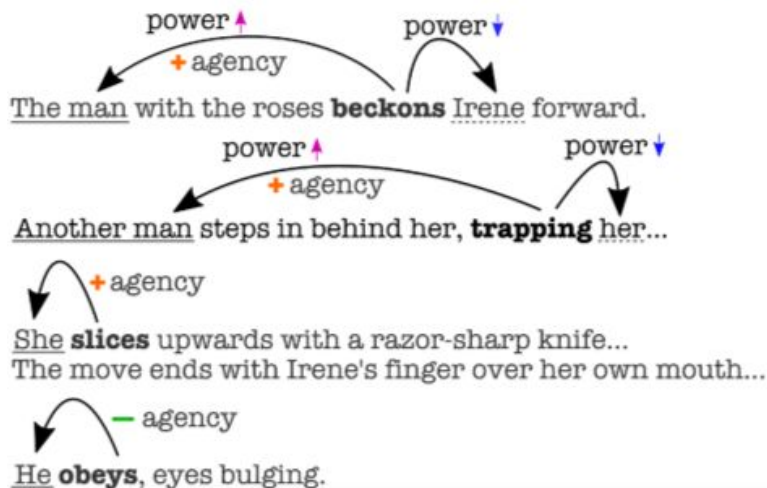 power power
+ agency
The man with the roses beckons Irene forward.
power power
+ agency
Another man steps in behind her, trapping her...
+ agency
She slices upwards with a razor-sharp knife...
The move ends with Irene's finger over her own mouth...
− agency
He obeys, eyes bulging.